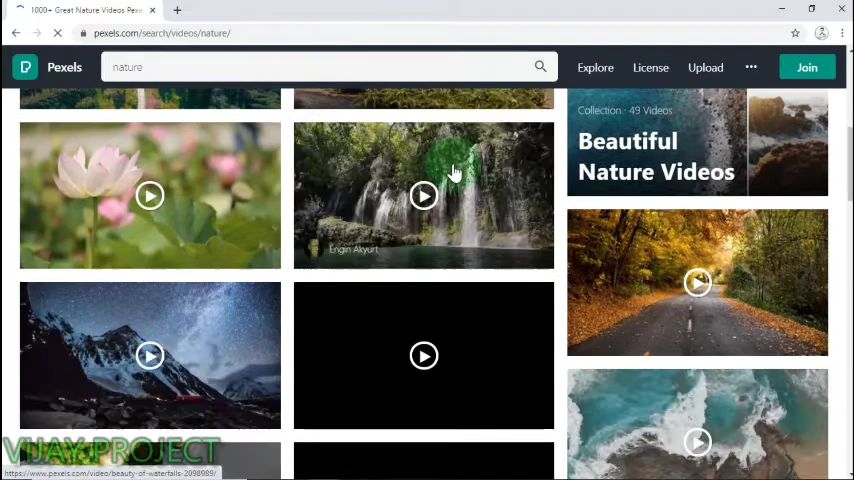 1000+ Great Nature Videos Pexe
pexels.com/search/videos/nature/
Pexels
nature
Explore
License
Upload
Join
Collection · 49 Videos
Beautiful
Nature Videos
Engin Akyurt
VIJAY PROJECT
https://www.pexels.com/video/beauty-of-waterfalls-2098989/